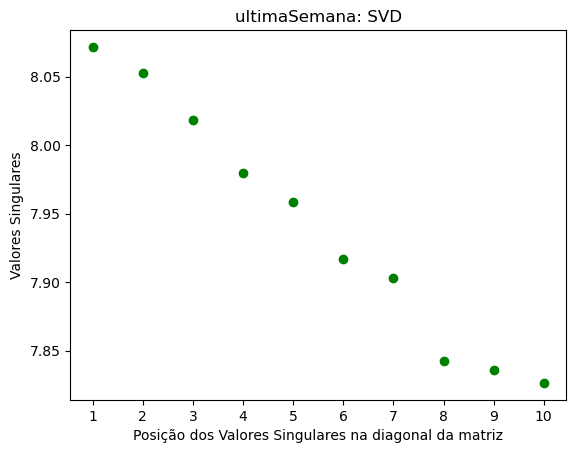 ultimaSemana: SVD
Valores Singulares
8.05
8.00
7.95
7.90
7.85
1 2 3 4 5 6 7 8 9 10
Posição dos Valores Singulares na diagonal da matriz